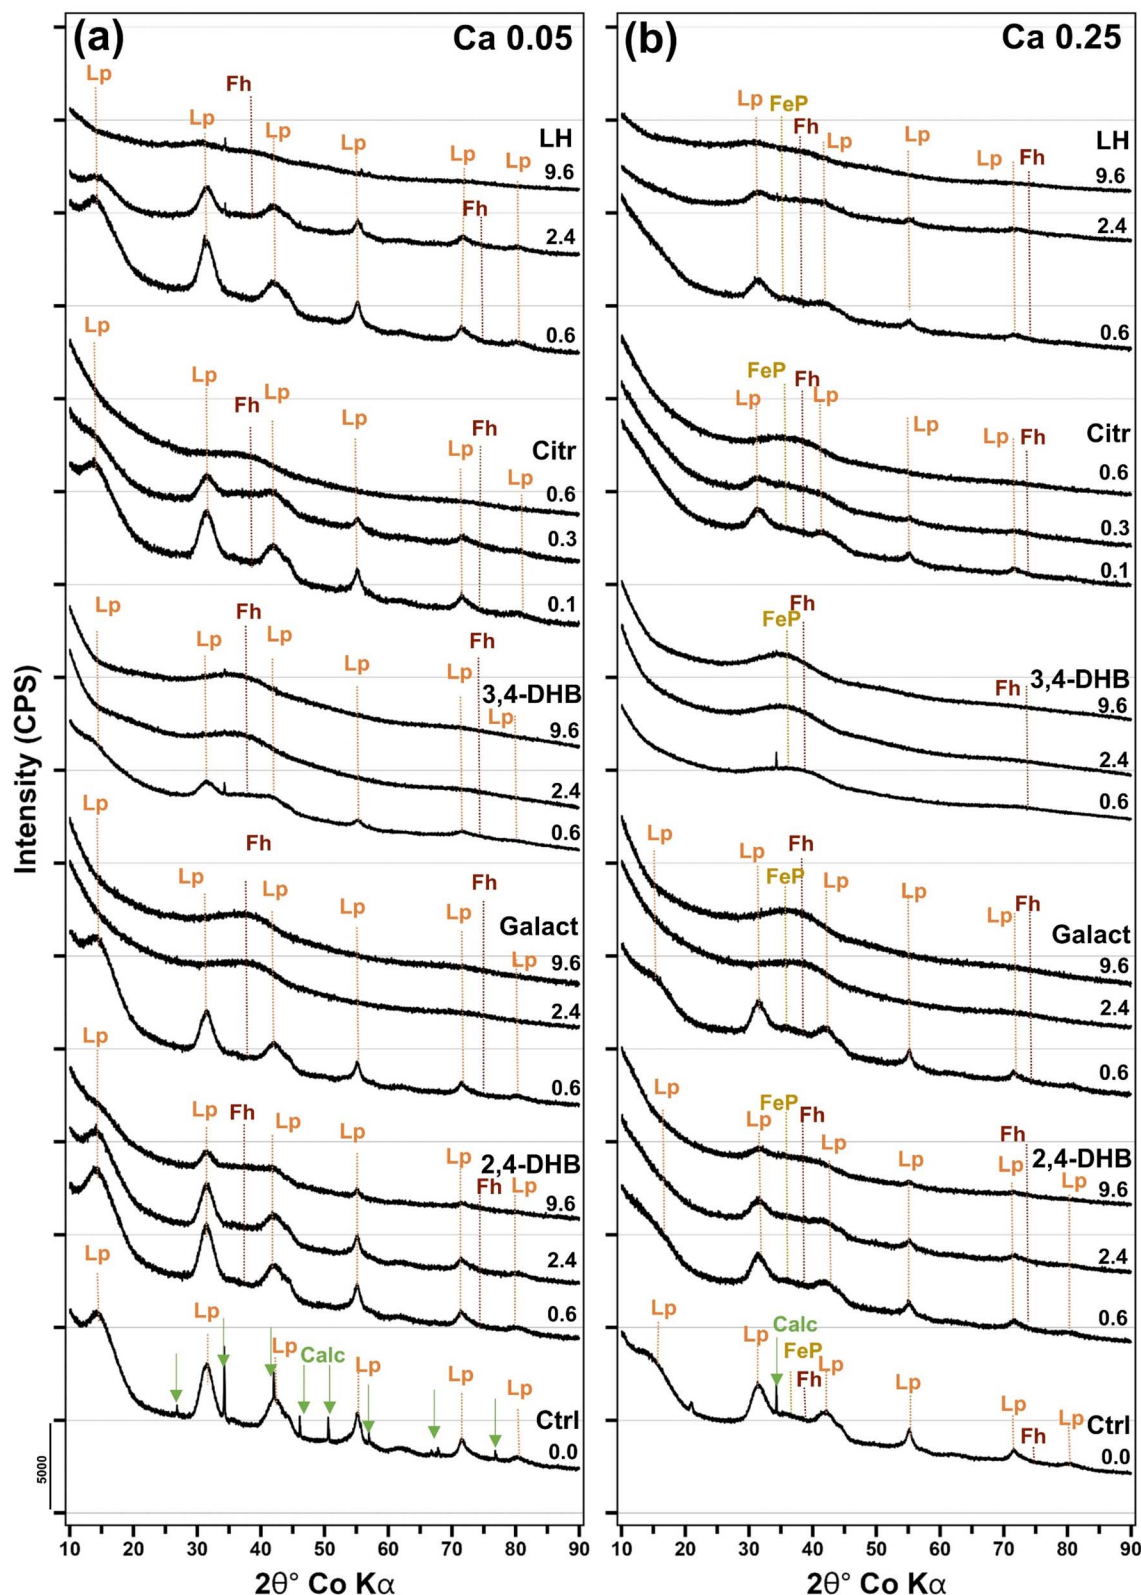 (a)
Ca 0.05
Lp
Fh
Lp
Lp
Lp
Lp
Lp
LH
9.6
Fh
2.4
0.6
Lp
Lp
Fh
Lp
Lp
Fh
Lp
Lp
Citr
0.6
0.3
0.1
Lp
Fh
Lp
Lp
Lp
Fh
Lp
Lp
3,4-DHB
9.6
2.4
0.6
Lp
Fh
Lp
Lp
Lp
Fh
Lp
Lp
Galact
9.6
2.4
0.6
Lp
Lp
Fh
Lp
Lp
Lp
Fh
Lp
2,4-DHB
9.6
2.4
0.6
Lp
Lp
Lp
Calc
Lp
Lp
Lp
Ctrl
0.0
5000
Intensity (CPS)
10 20 30 40 50 60 70 80 90
2θ° Co Kα
(b)
Ca 0.25
Lp
FeP
Fh
Lp
Lp
Lp
Fh
LH
9.6
2.4
0.6
FeP
Fh
Lp
Lp
Lp
Lp
Fh
Citr
0.6
0.3
0.1
Fh
FeP
Fh
3,4-DHB
9.6
2.4
0.6
Lp
Lp
Fh
FeP
Lp
Lp
Lp
Fh
Galact
9.6
2.4
0.6
Lp
FeP
Lp
Fh
Lp
Lp
Fh
Lp
Lp
2,4-DHB
9.6
2.4
0.6
Lp
Lp
Calc
FeP
Fh
Lp
Lp
Lp
Fh
Lp
Ctrl
0.0
10 20 30 40 50 60 70 80 90
2θ° Co Kα